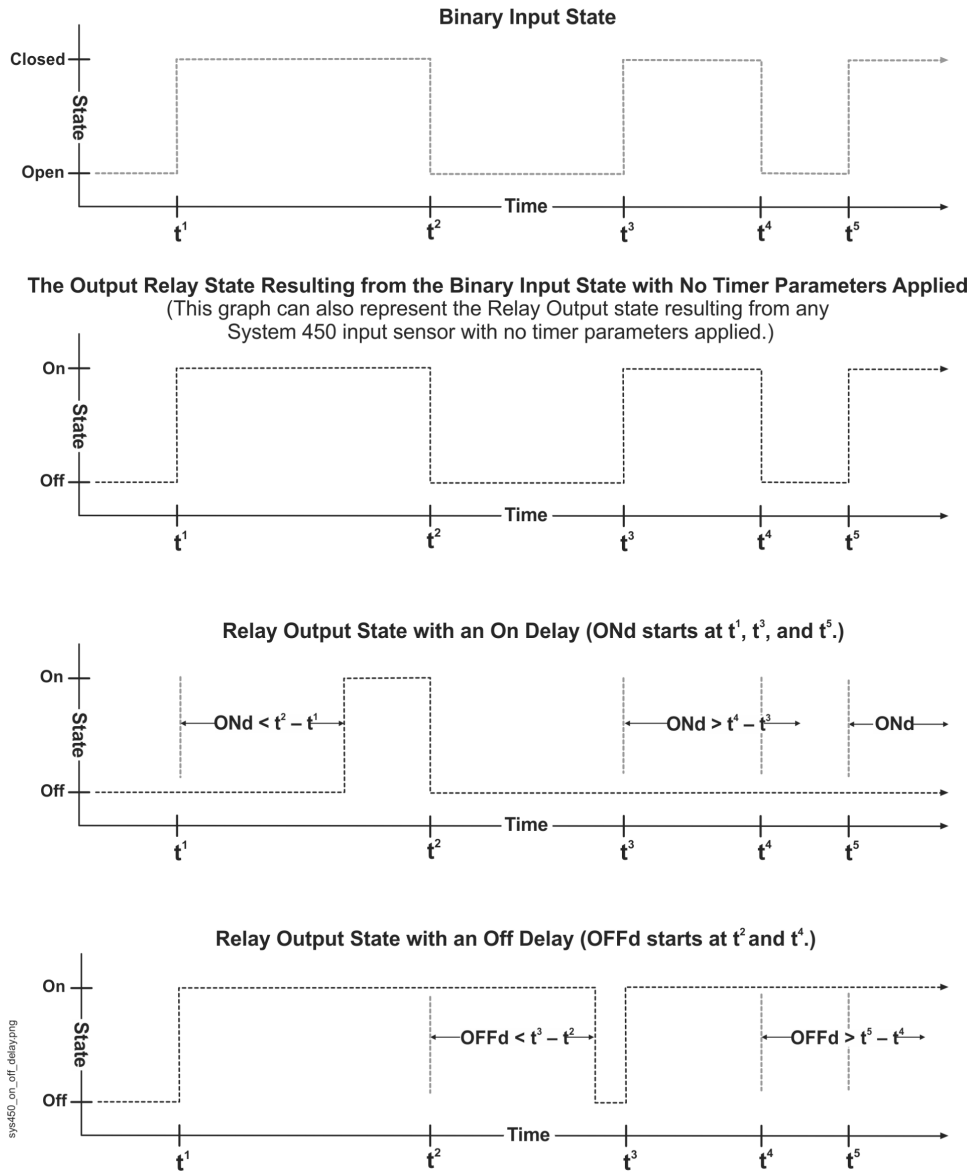 Binary Input State
Closed
State
Open
Time
t¹ t² t³ t⁴ t⁵
The Output Relay State Resulting from the Binary Input State with No Timer Parameters Applied
(This graph can also represent the Relay Output state resulting from any
System 450 input sensor with no timer parameters applied.)
On
State
Off
Time
t¹ t² t³ t⁴ t⁵
Relay Output State with an On Delay (ONd starts at t¹, t³, and t⁵.)
On
State
ONd < t² – t¹ ONd > t⁴ – t³ ONd
Off
Time
t¹ t² t³ t⁴ t⁵
Relay Output State with an Off Delay (OFFd starts at t² and t⁴.)
On
State
OFFd < t³ – t² OFFd > t⁵ – t⁴
Off
Time
t¹ t² t³ t⁴ t⁵
sys450_on_off_delay.png